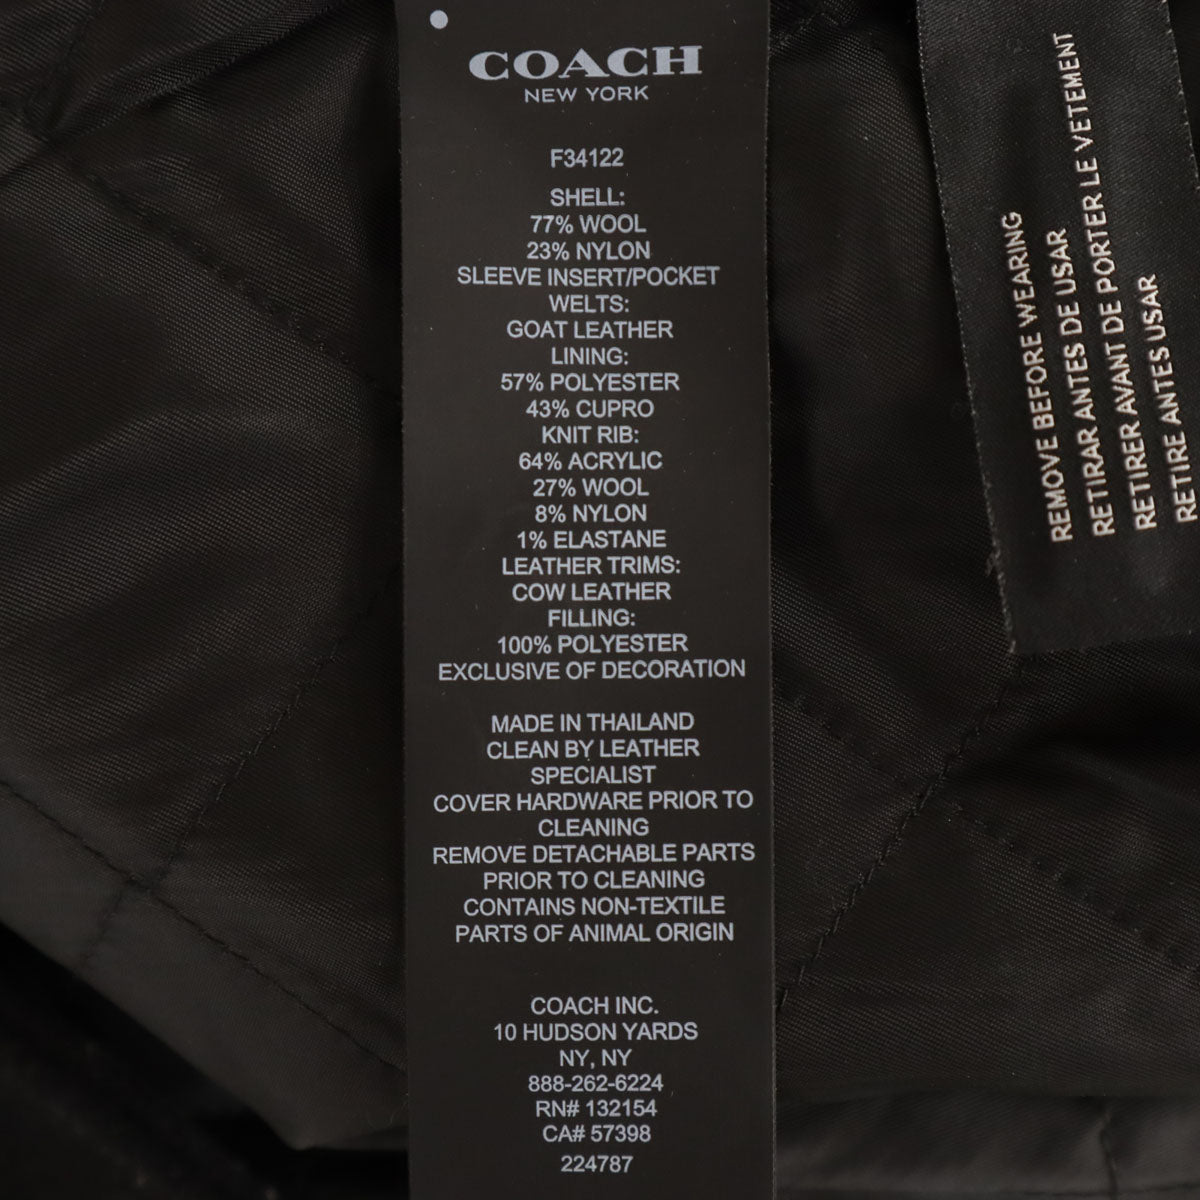 COACH
NEW YORK
F34122
SHELL:
77% WOOL
23% NYLON
SLEEVE INSERT/POCKET
WELTS:
GOAT LEATHER
LINING:
57% POLYESTER
43% CUPRO
KNIT RIB:
64% ACRYLIC
27% WOOL
8% NYLON
1% ELASTANE
LEATHER TRIMS:
COW LEATHER
FILLING:
100% POLYESTER
EXCLUSIVE OF DECORATION
MADE IN THAILAND
CLEAN BY LEATHER
SPECIALIST
COVER HARDWARE PRIOR TO
CLEANING
REMOVE DETACHABLE PARTS
PRIOR TO CLEANING
CONTAINS NON-TEXTILE
PARTS OF ANIMAL ORIGIN
COACH INC.
10 HUDSON YARDS
NY, NY
888-262-6224
RN# 132154
CA# 57398
224787
REMOVE BEFORE WEARING
RETIRAR ANTES DE USAR
RETIRER AVANT DE PORTER LE VETEMENT
RETIRE ANTES USAR